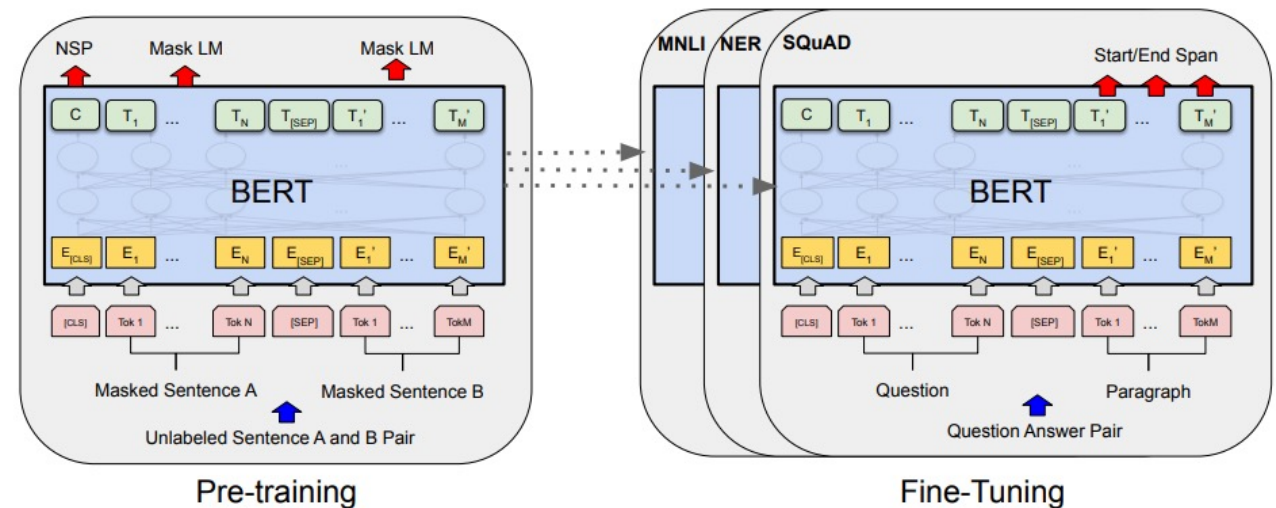 NSP Mask LM Mask LM
C T1 ... TN T[SEP] T1' ... TM'
... ...
BERT
...
E[CLS] E1 ... EN E[SEP] E1' ... EM'
[CLS] Tok 1 ... Tok N [SEP] Tok 1 ... TokM
Masked Sentence A Masked Sentence B
Unlabeled Sentence A and B Pair
Pre-training
MNLI NER SQuAD
Start/End Span
C T1 ... TN T[SEP] T1' ... TM'
... ...
BERT
...
E[CLS] E1 ... EN E[SEP] E1' ... EM'
[CLS] Tok 1 ... Tok N [SEP] Tok 1 ... TokM
Question Paragraph
Question Answer Pair
Fine-Tuning